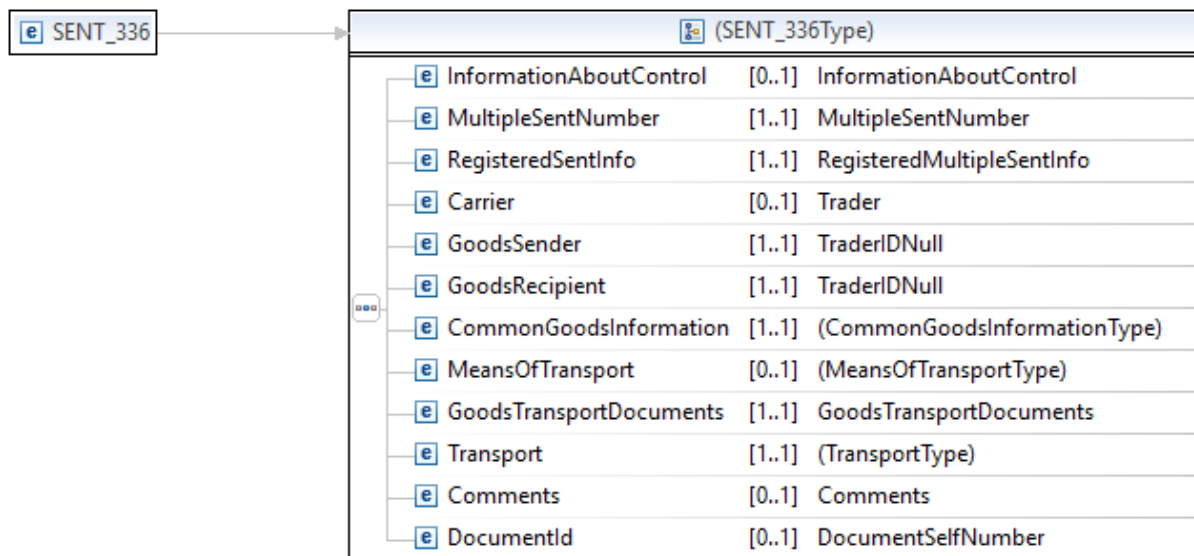 e SENT_336
(SENT_336Type)
e InformationAboutControl [0..1] InformationAboutControl
e MultipleSentNumber [1..1] MultipleSentNumber
e RegisteredSentInfo [1..1] RegisteredMultipleSentInfo
e Carrier [0..1] Trader
e GoodsSender [1..1] TraderIDNull
e GoodsRecipient [1..1] TraderIDNull
e CommonGoodsInformation [1..1] (CommonGoodsInformationType)
e MeansOfTransport [0..1] (MeansOfTransportType)
e GoodsTransportDocuments [1..1] GoodsTransportDocuments
e Transport [1..1] (TransportType)
e Comments [0..1] Comments
e DocumentId [0..1] DocumentSelfNumber